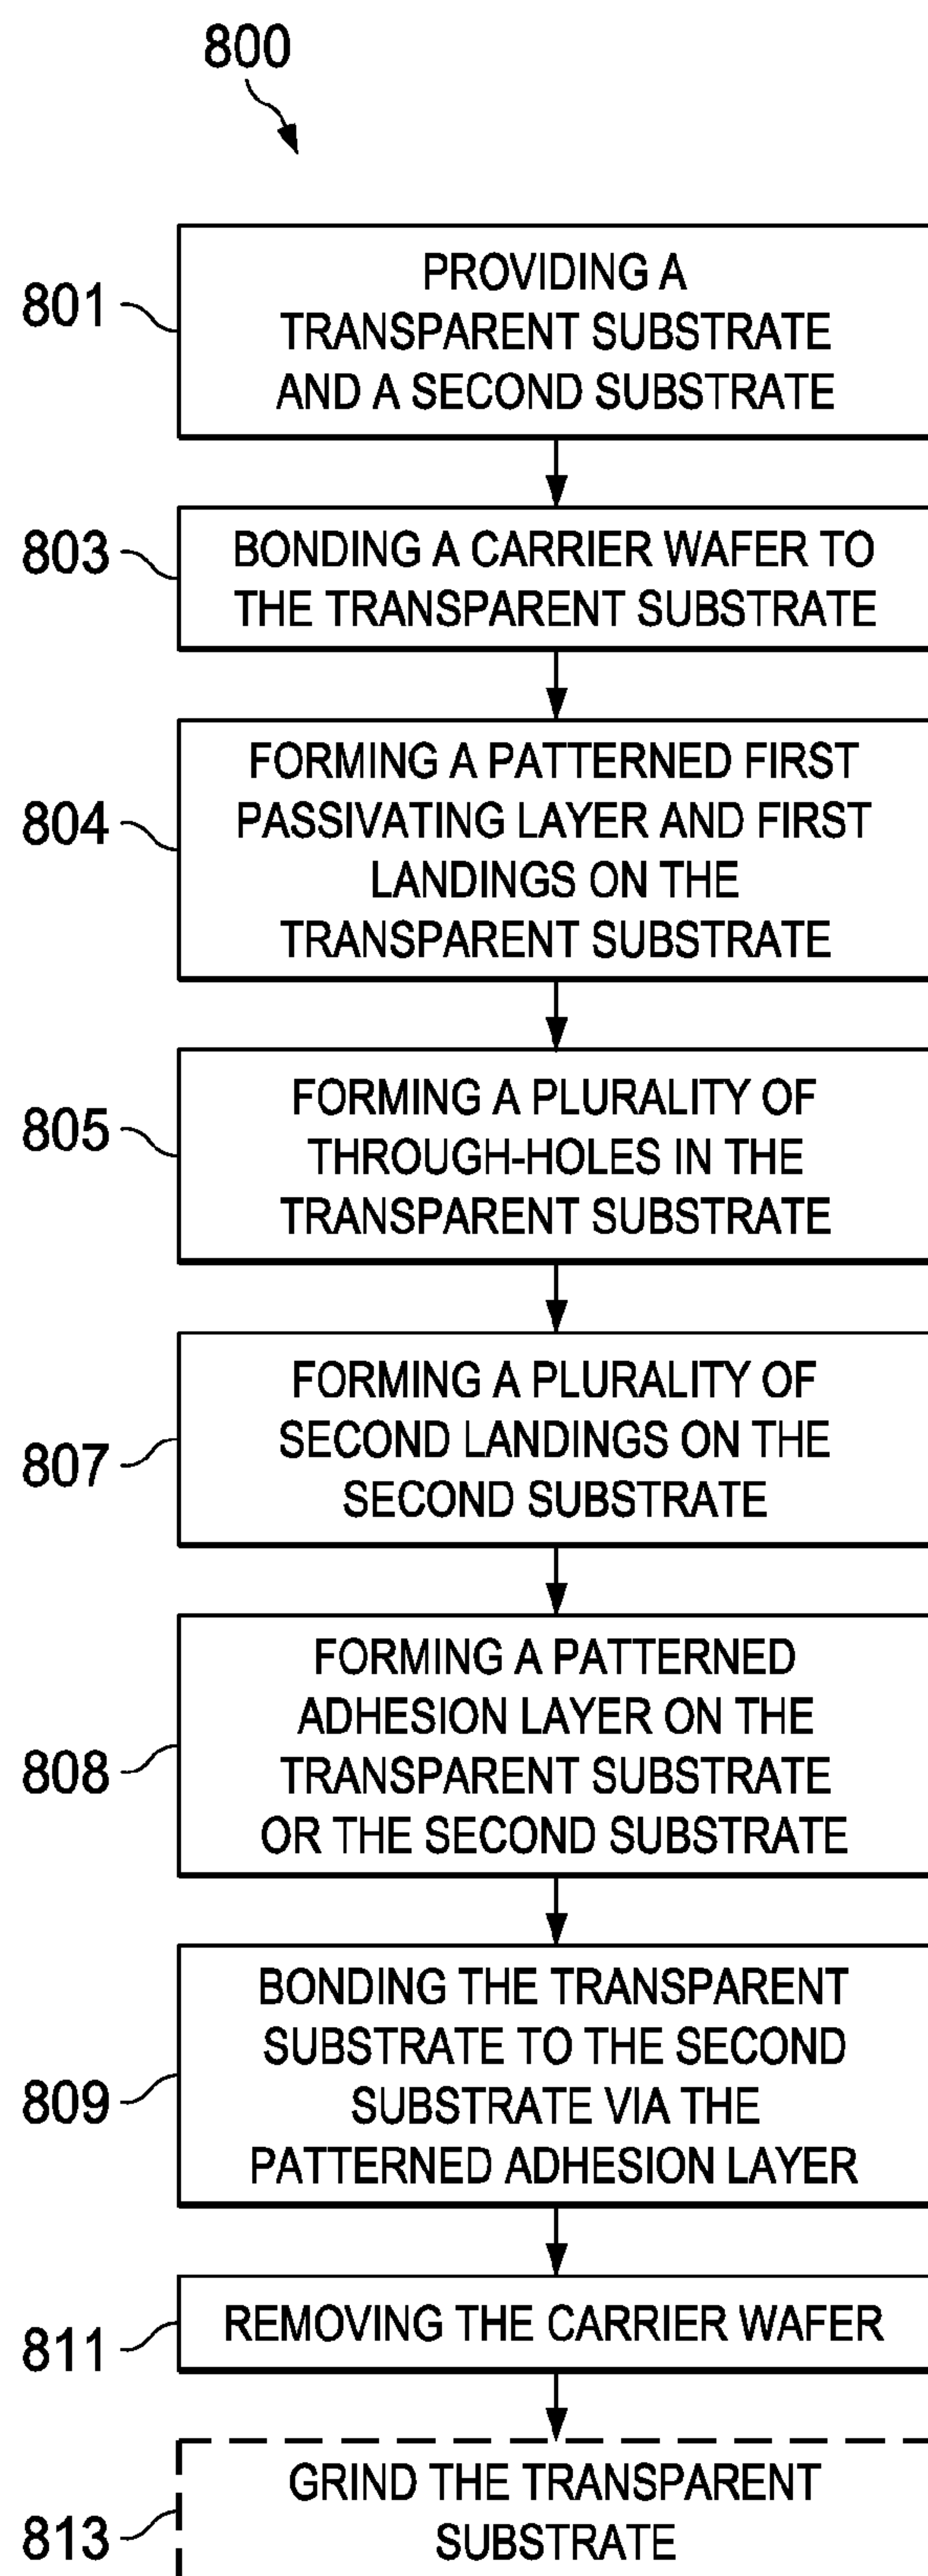 800
801
PROVIDING A
TRANSPARENT SUBSTRATE
AND A SECOND SUBSTRATE
803
BONDING A CARRIER WAFER TO
THE TRANSPARENT SUBSTRATE
804
FORMING A PATTERNED FIRST
PASSIVATING LAYER AND FIRST
LANDINGS ON THE
TRANSPARENT SUBSTRATE
805
FORMING A PLURALITY OF
THROUGH-HOLES IN THE
TRANSPARENT SUBSTRATE
807
FORMING A PLURALITY OF
SECOND LANDINGS ON THE
SECOND SUBSTRATE
808
FORMING A PATTERNED
ADHESION LAYER ON THE
TRANSPARENT SUBSTRATE
OR THE SECOND SUBSTRATE
809
BONDING THE TRANSPARENT
SUBSTRATE TO THE SECOND
SUBSTRATE VIA THE
PATTERNED ADHESION LAYER
811
REMOVING THE CARRIER WAFER
813
GRIND THE TRANSPARENT
SUBSTRATE